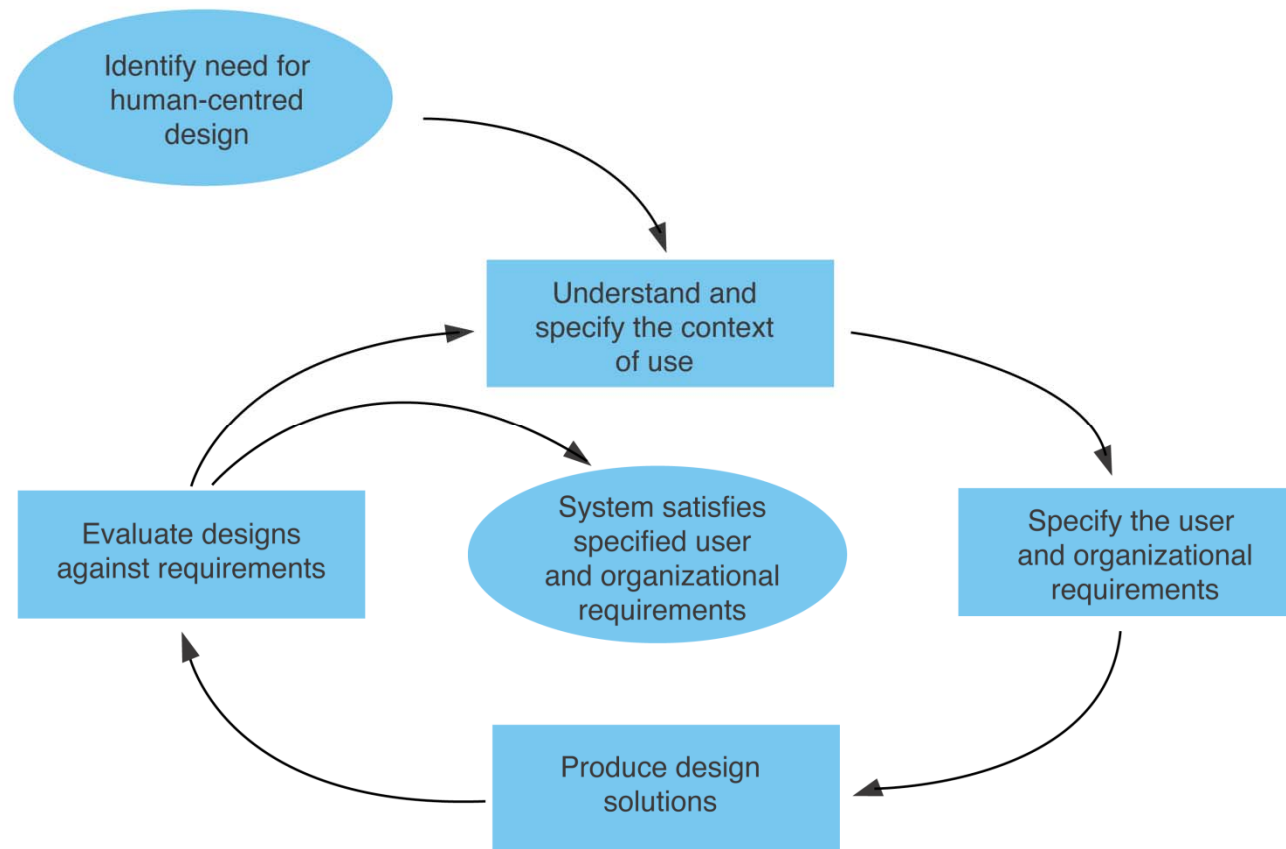 Identify need for
human-centred
design
Understand and
specify the context
of use
Evaluate designs
against requirements
System satisfies
specified user
and organizational
requirements
Specify the user
and organizational
requirements
Produce design
solutions